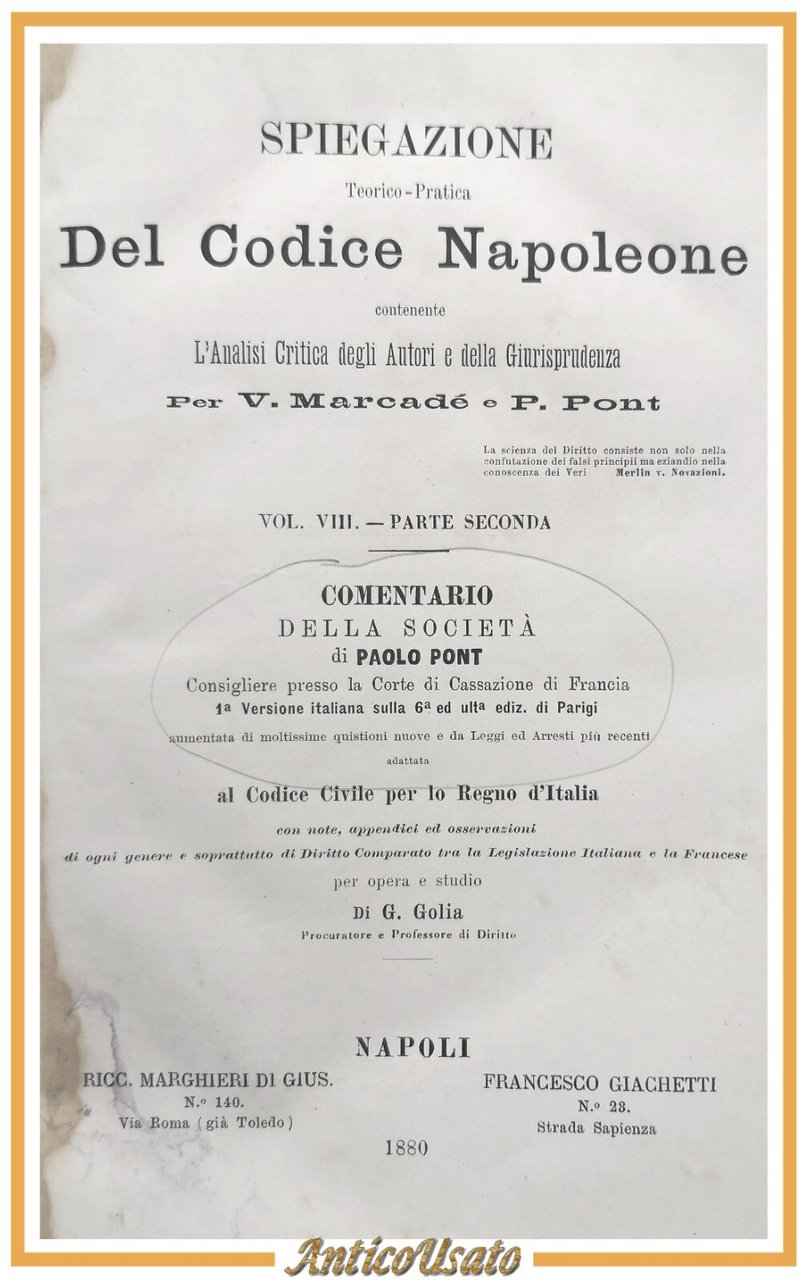 SPIEGAZIONE
Teorico-Pratica
Del Codice Napoleone
contenente
L'Analisi Critica degli Autori e della Giurisprudenza
Per V. Marcadé e P. Pont
La scienza del Diritto consiste non solo nella
confutazione dei falsi principii ma eziandio nella
conoscenza dei Veri Merlin v. Novazioni.
VOL. VIII. — PARTE SECONDA
COMENTARIO
DELLA SOCIETÀ
di PAOLO PONT
Consigliere presso la Corte di Cassazione di Francia
1ª Versione italiana sulla 6ª ed ultª ediz. di Parigi
aumentata di moltissime quistioni nuove e da Leggi ed Arresti più recenti
adattata
al Codice Civile per lo Regno d'Italia
con note, appendici ed osservazioni
di ogni genere e soprattutto di Diritto Comparato tra la Legislazione Italiana e la Francese
per opera e studio
Di G. Golia
Procuratore e Professore di Diritto
NAPOLI
RICC. MARGHIERI DI GIUS.
N.º 140.
Via Roma (già Toledo)
FRANCESCO GIACHETTI
N.º 23.
Strada Sapienza
1880
AnticoUsato